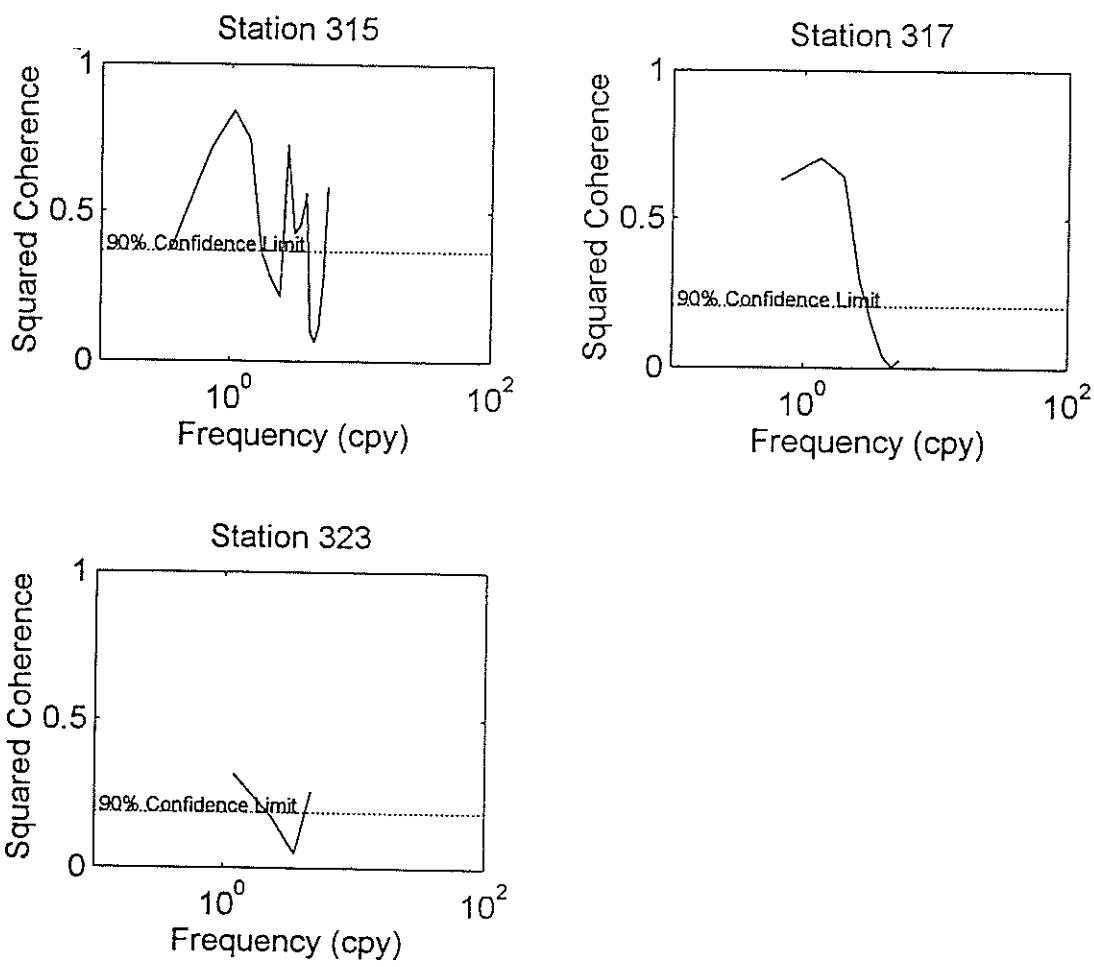 Station 315
1
0.5
0
Squared Coherence
90% Confidence Limit
10^0
10^2
Frequency (cpy)
Station 317
1
0.5
0
Squared Coherence
90% Confidence Limit
10^0
10^2
Frequency (cpy)
Station 323
1
0.5
0
Squared Coherence
90% Confidence Limit
10^0
10^2
Frequency (cpy)